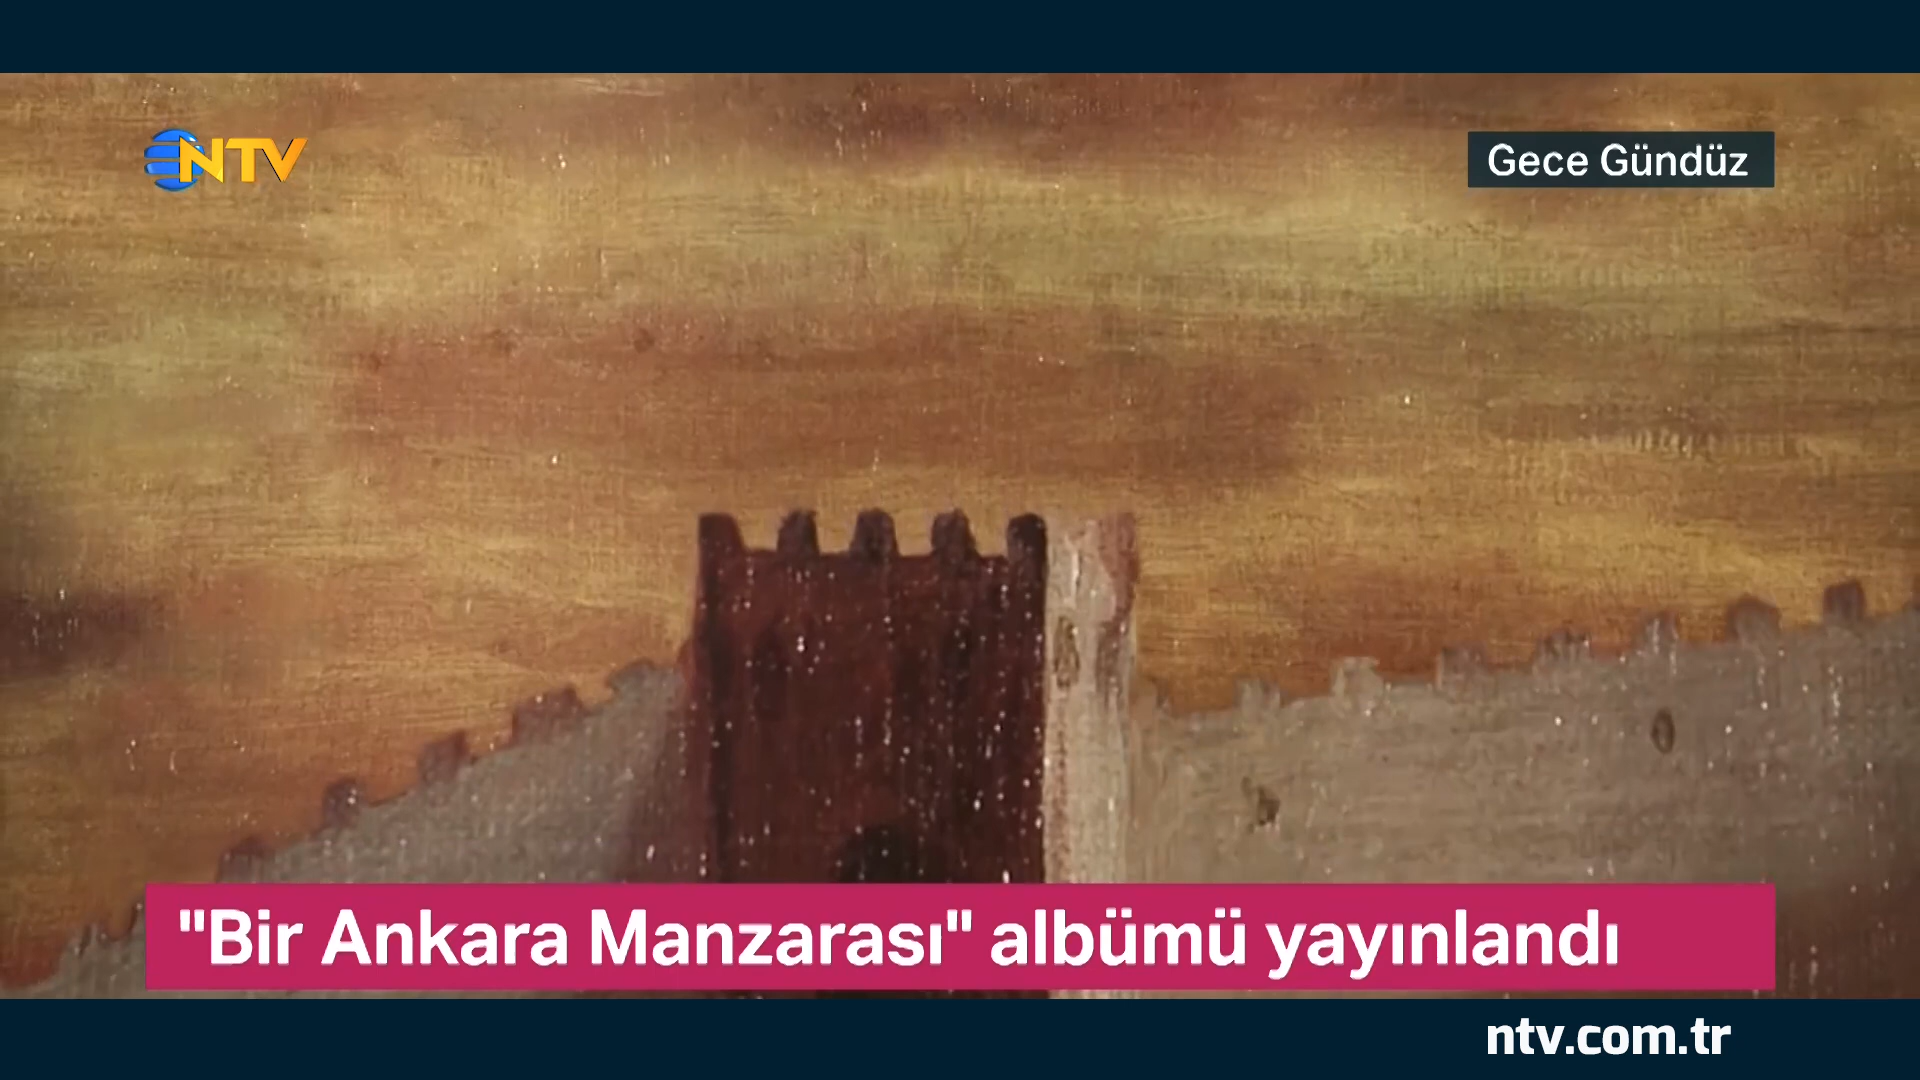 NTV
Gece Gündüz
"Bir Ankara Manzarası" albümü yayınlandı
ntv.com.tr